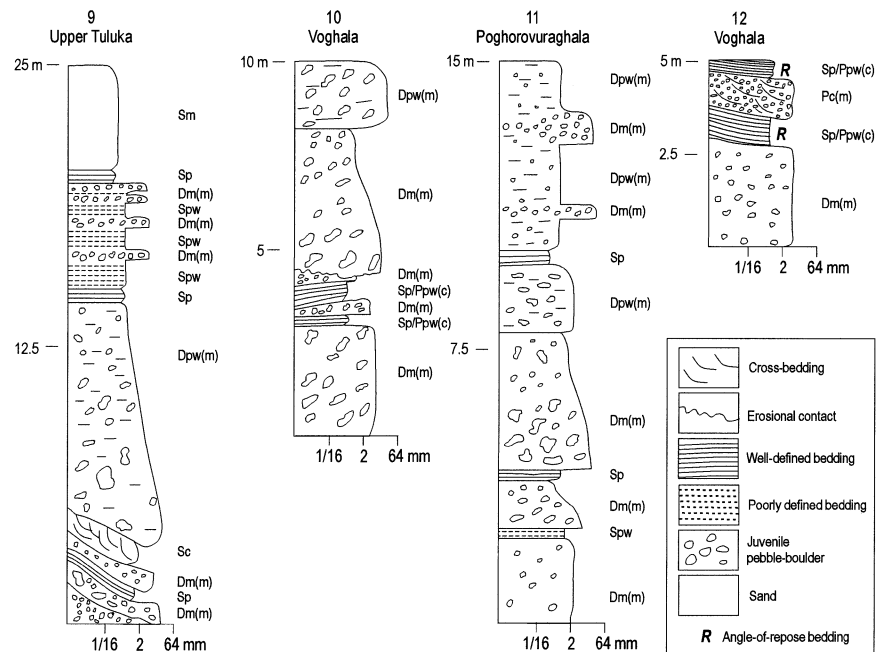 9
Upper Tuluka
25 m
Sm
Sp
Dm(m)
Spw
Dm(m)
Spw
Dm(m)
Spw
Sp
12.5
Dpw(m)
Sc
Dm(m)
Sp
Dm(m)
1/16 2 64 mm
10
Voghala
10 m
Dpw(m)
Dm(m)
5
Dm(m)
Sp/Ppw(c)
Dm(m)
Sp/Ppw(c)
Dm(m)
1/16 2 64 mm
11
Poghorovuraghala
15 m
Dpw(m)
Dm(m)
Dpw(m)
Dm(m)
Sp
Dpw(m)
7.5
Dm(m)
Sp
Dm(m)
Spw
Dm(m)
1/16 2 64 mm
12
Voghala
5 m
R Sp/Ppw(c)
Pc(m)
R Sp/Ppw(c)
2.5
Dm(m)
1/16 2 64 mm
Cross-bedding
Erosional contact
Well-defined bedding
Poorly defined bedding
Juvenile
pebble-boulder
Sand
R Angle-of-repose bedding